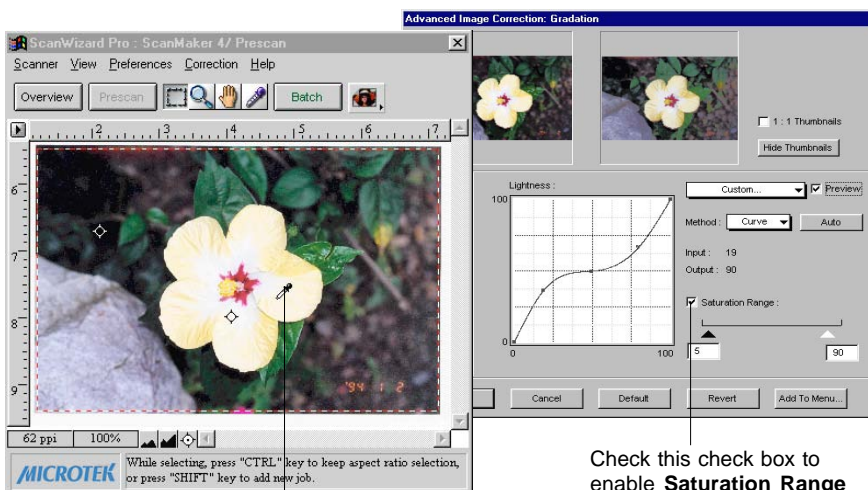 Advanced Image Correction: Gradation
ScanWizard Pro : ScanMaker 4/ Prescan
Scanner View Preferences Correction Help
Overview Prescan Batch
2 3 4 5 6 7
6
7
8
9
'94 1 2
62 ppi 100%
MICROTEK
While selecting, press "CTRL" key to keep aspect ratio selection,
or press "SHIFT" key to add new job.
1 : 1 Thumbnails
Hide Thumbnails
Lightness :
100
0
0 100
Custom... Preview
Method : Curve Auto
Input : 19
Output : 90
Saturation Range :
5 90
Cancel Default Revert Add To Menu...
Check this check box to
enable Saturation Range